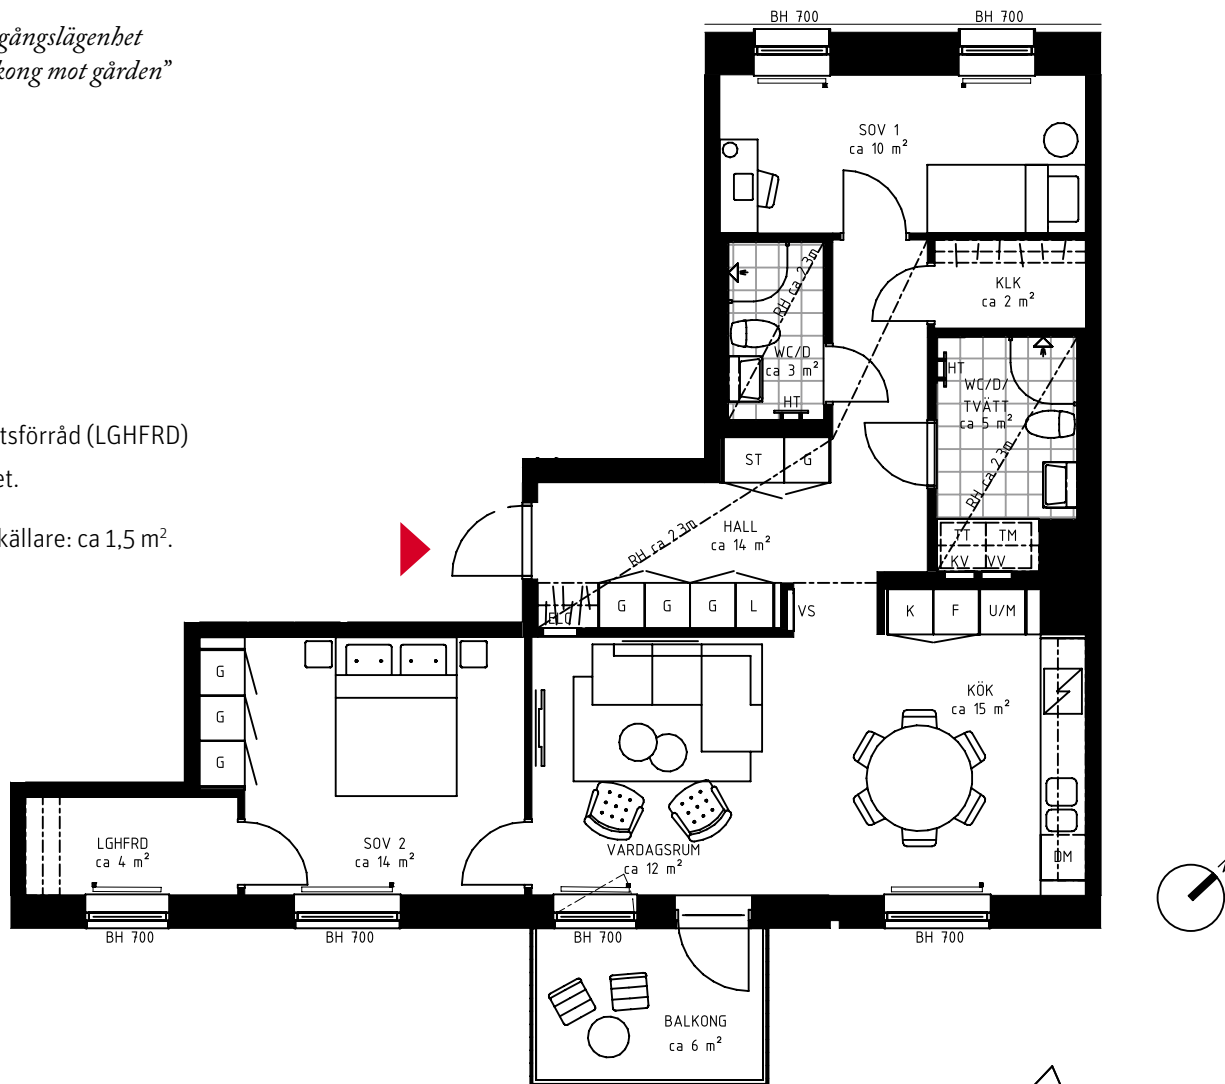 gångslägenhet
kong mot gården”
BH 700
BH 700
SOV 1
ca 10 m²
KLK
ca 2 m²
RH ca 2.3m
WC/D
ca 3 m²
HT
HT
WC/D/
TVÄTT
ca 5 m²
RH ca 2.3m
tsförråd (LGHFRD)
et.
källare: ca 1,5 m².
ST
G
HALL
ca 14 m²
RH ca 2.3m
TT
TM
KV
VV
ELC
G
G
G
L
VS
K
F
U/M
G
G
G
KÖK
ca 15 m²
LGHFRD
ca 4 m²
SOV 2
ca 14 m²
VARDAGSRUM
ca 12 m²
DM
BH 700
BH 700
BH 700
BH 700
BALKONG
ca 6 m²